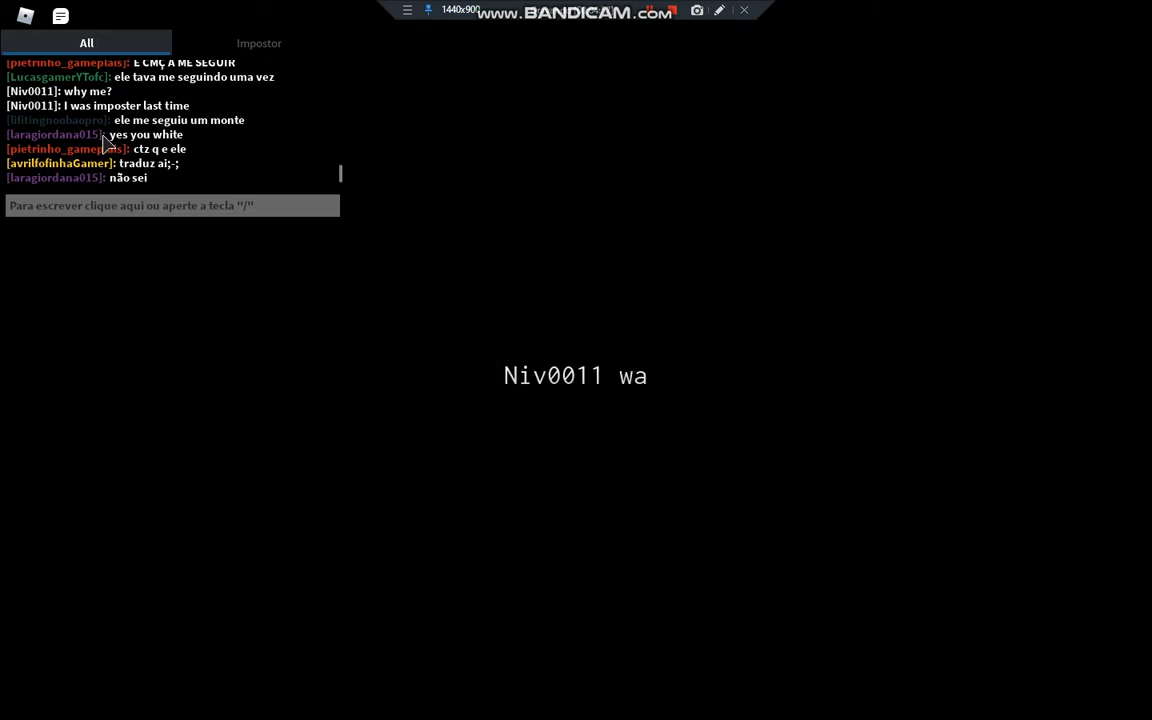 1440x900
www.BANDICAM.com
All
Impostor
[pietrinho_gameplais]: E CMÇ A ME SEGUIR
[LucasgamerYTofc]: ele tava me seguindo uma vez
[Niv0011]: why me?
[Niv0011]: I was imposter last time
[lifitingnoobaopro]: ele me seguiu um monte
[laragiordana015]: yes you white
[pietrinho_gameplais]: ctz q e ele
[avrilfofinhaGamer]: traduz ai;-;
[laragiordana015]: não sei
Para escrever clique aqui ou aperte a tecla "/"
Niv0011 wa